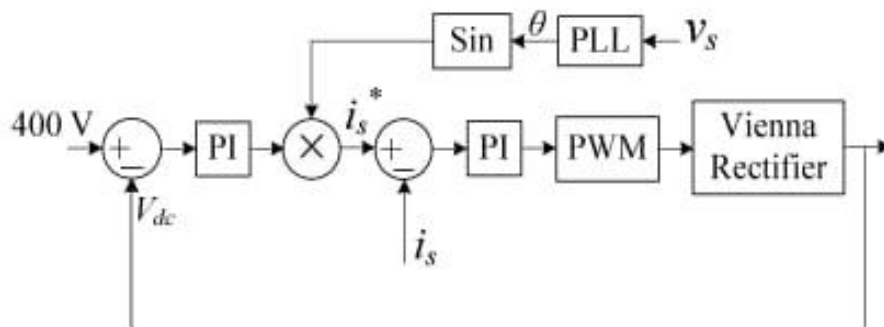 Sin
θ
PLL
v_s
400 V
+
−
PI
×
i_s*
+
−
PI
PWM
Vienna
Rectifier
V_dc
i_s